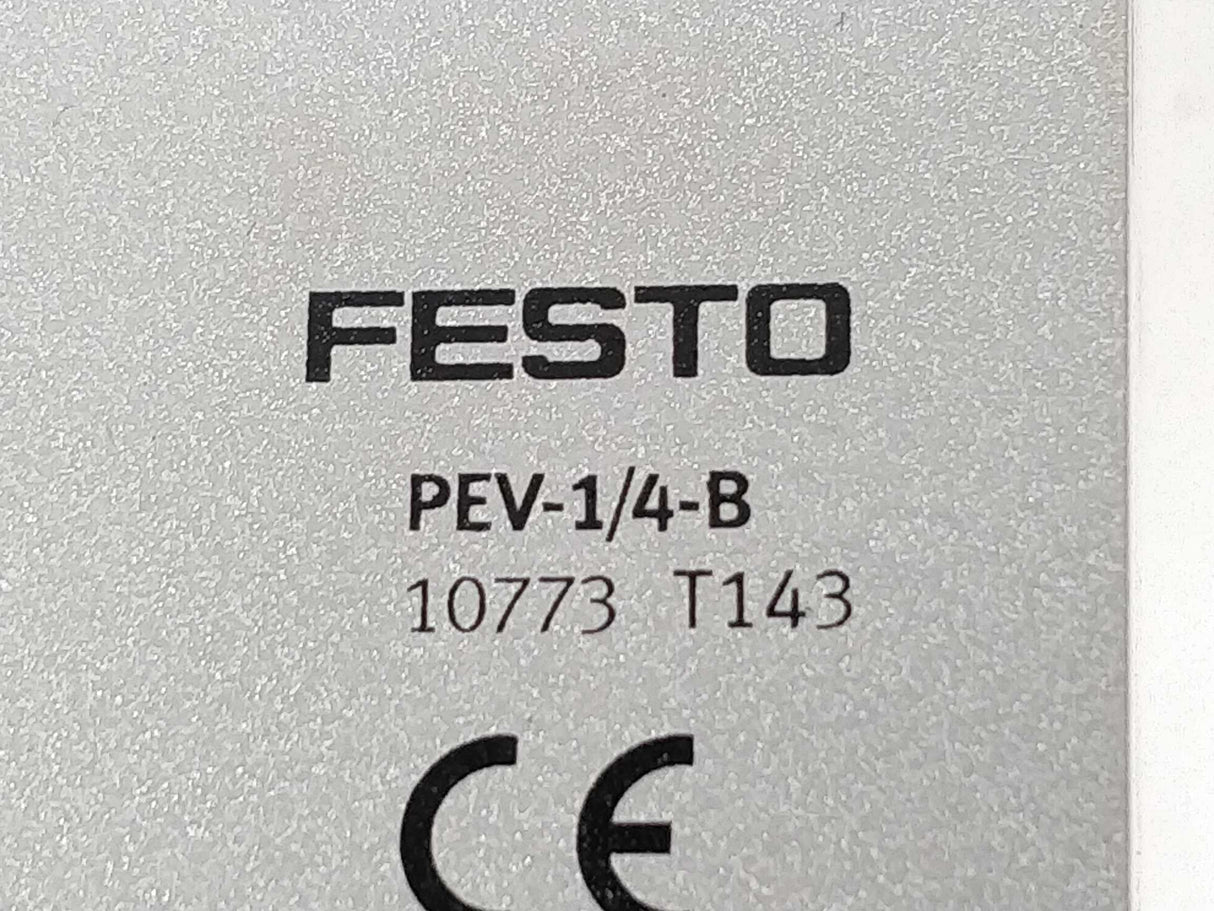 FESTO
PEV-1/4-B
10773 T143
CE